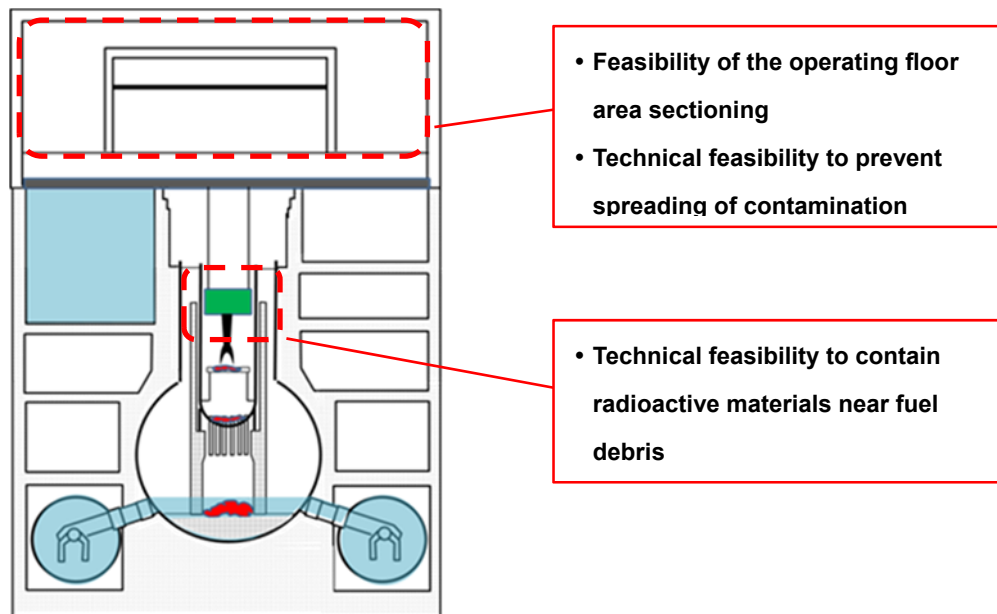 • Feasibility of the operating floor
area sectioning
• Technical feasibility to prevent
spreading of contamination
• Technical feasibility to contain
radioactive materials near fuel
debris